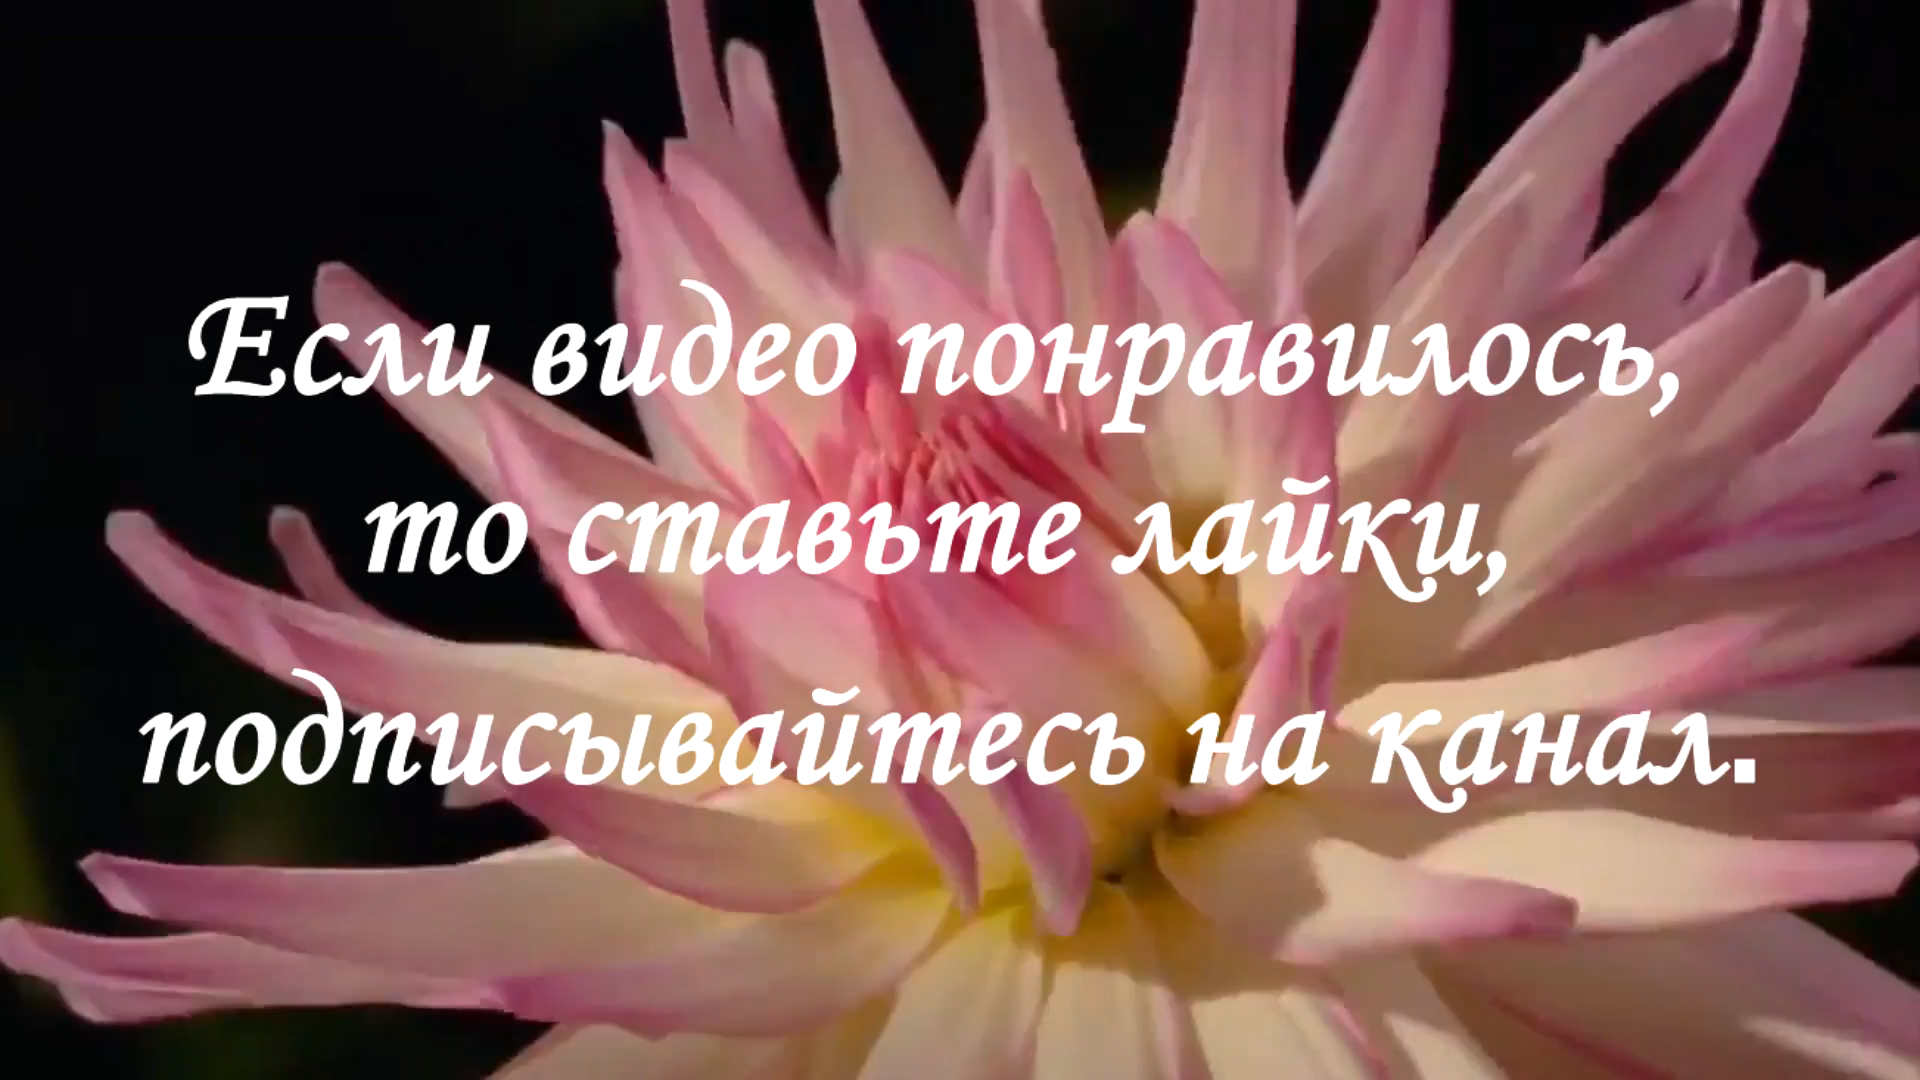 Если видео понравилось,
то ставьте лайки,
подписывайтесь на канал.